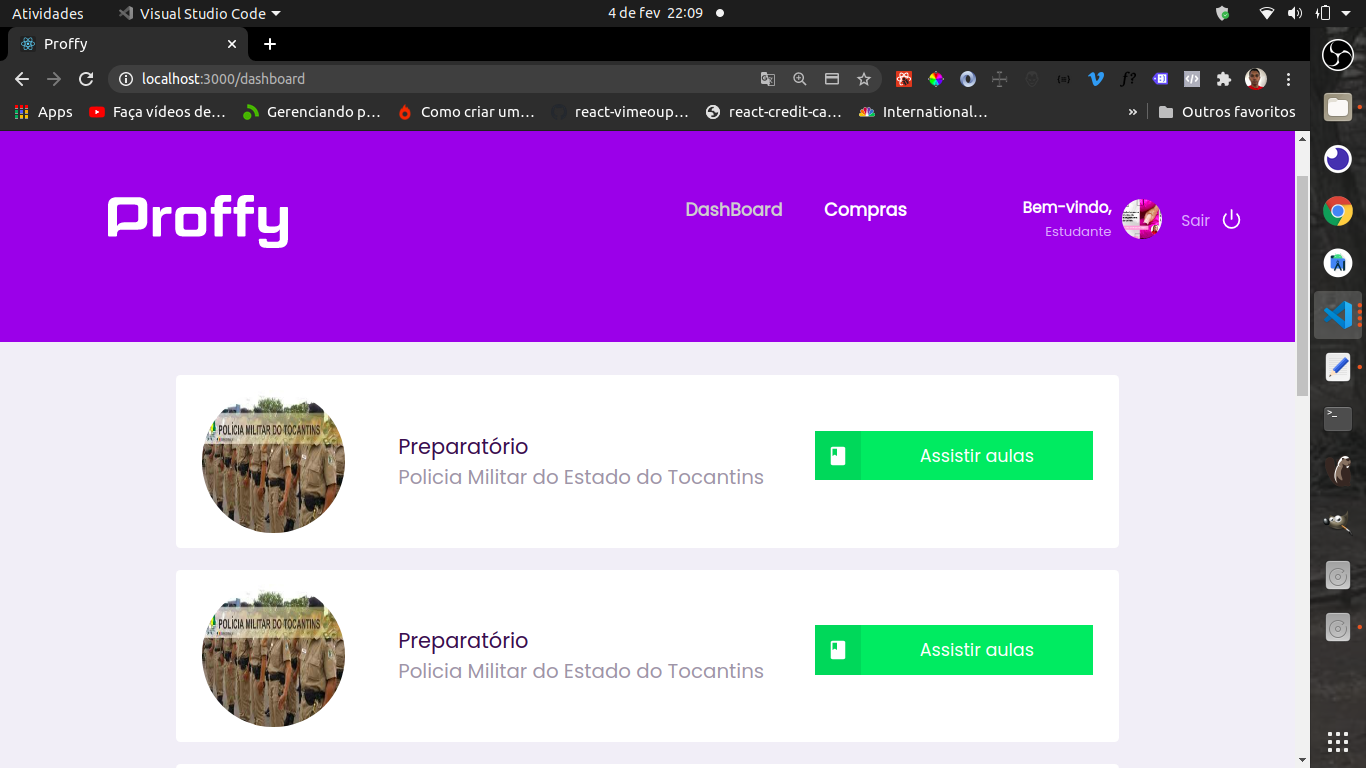 Atividades
Visual Studio Code
4 de fev 22:09
Proffy
localhost:3000/dashboard
Apps
Faça vídeos de…
Gerenciando p…
Como criar um…
react-vimeoup…
react-credit-ca…
International…
»
Outros favoritos
Proffy
DashBoard
Compras
Bem-vindo,
Estudante
Sair
POLICIA MILITAR DO TOCANTINS
Preparatório
Policia Militar do Estado do Tocantins
Assistir aulas
POLICIA MILITAR DO TOCANTINS
Preparatório
Policia Militar do Estado do Tocantins
Assistir aulas